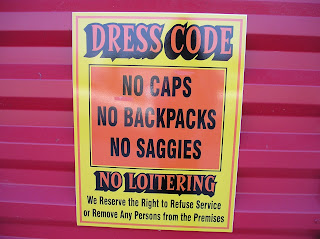 DRESS CODE
NO CAPS
NO BACKPACKS
NO SAGGIES
NO LOITERING
We Reserve the Right to Refuse Service
or Remove Any Persons from the Premises